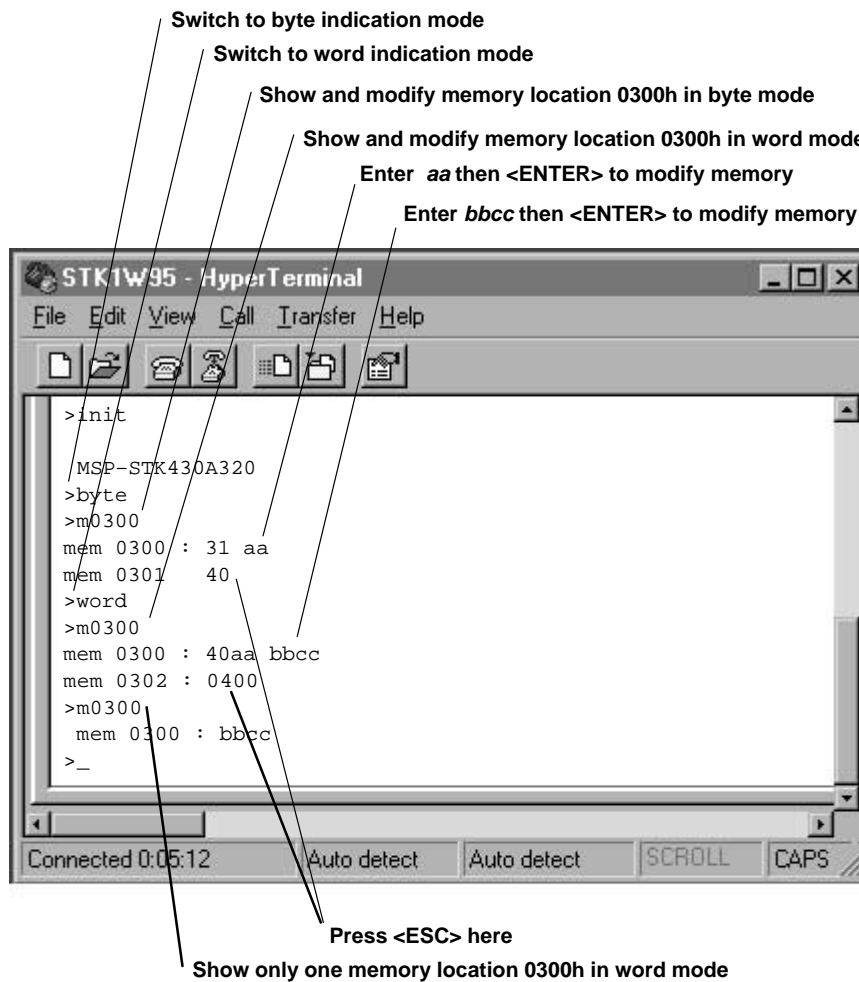 Switch to byte indication mode
Switch to word indication mode
Show and modify memory location 0300h in byte mode
Show and modify memory location 0300h in word mode
Enter aa then <ENTER> to modify memory
Enter bbcc then <ENTER> to modify memory
STK1W95 - HyperTerminal
File Edit View Call Transfer Help
>init
MSP-STK430A320
>byte
>m0300
mem 0300 : 31 aa
mem 0301 40
>word
>m0300
mem 0300 : 40aa bbcc
mem 0302 : 0400
>m0300
mem 0300 : bbcc
>_
Connected 0:05:12 Auto detect Auto detect SCROLL CAPS
Press <ESC> here
Show only one memory location 0300h in word mode